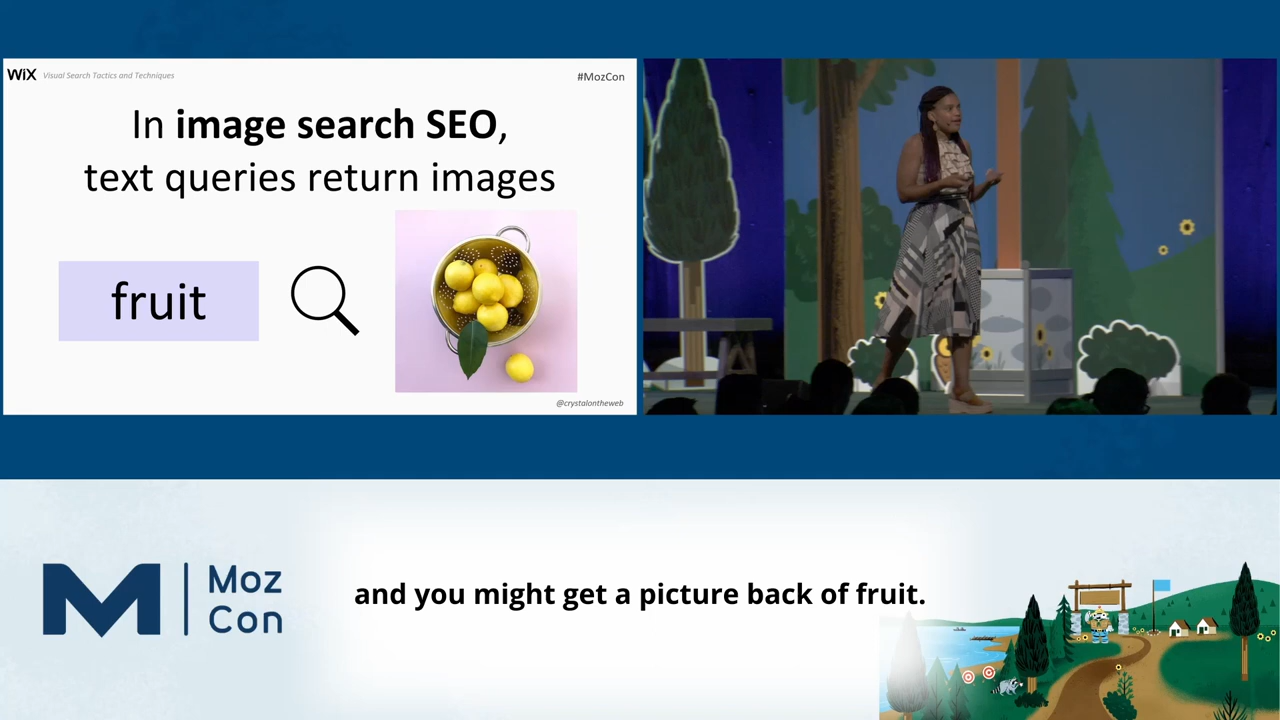 WiX Visual Search Tactics and Techniques
#MozCon
In image search SEO,
text queries return images
fruit
@crystalontheweb
Moz
Con
and you might get a picture back of fruit.